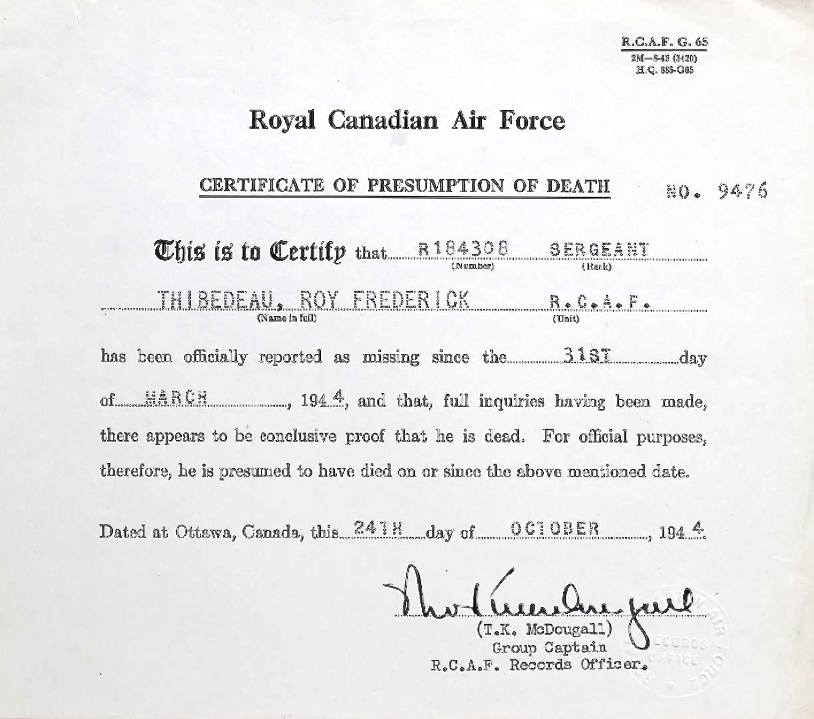 R.C.A.F. G. 65
2M—8-43 (3420)
H.Q. 885-G65
Royal Canadian Air Force
CERTIFICATE OF PRESUMPTION OF DEATH NO. 9476
This is to Certify that R184308 SERGEANT
(Number) (Rank)
THIBEDEAU, ROY FREDERICK R.C.A.F.
(Name in full) (Unit)
has been officially reported as missing since the 31ST day
of MARCH, 1944, and that, full inquiries having been made,
there appears to be conclusive proof that he is dead. For official purposes,
therefore, he is presumed to have died on or since the above mentioned date.
Dated at Ottawa, Canada, this 24TH day of OCTOBER, 1944.
(T.K. McDougall)
Group Captain
R.C.A.F. Records Officer.
RECORDS
OFFICE